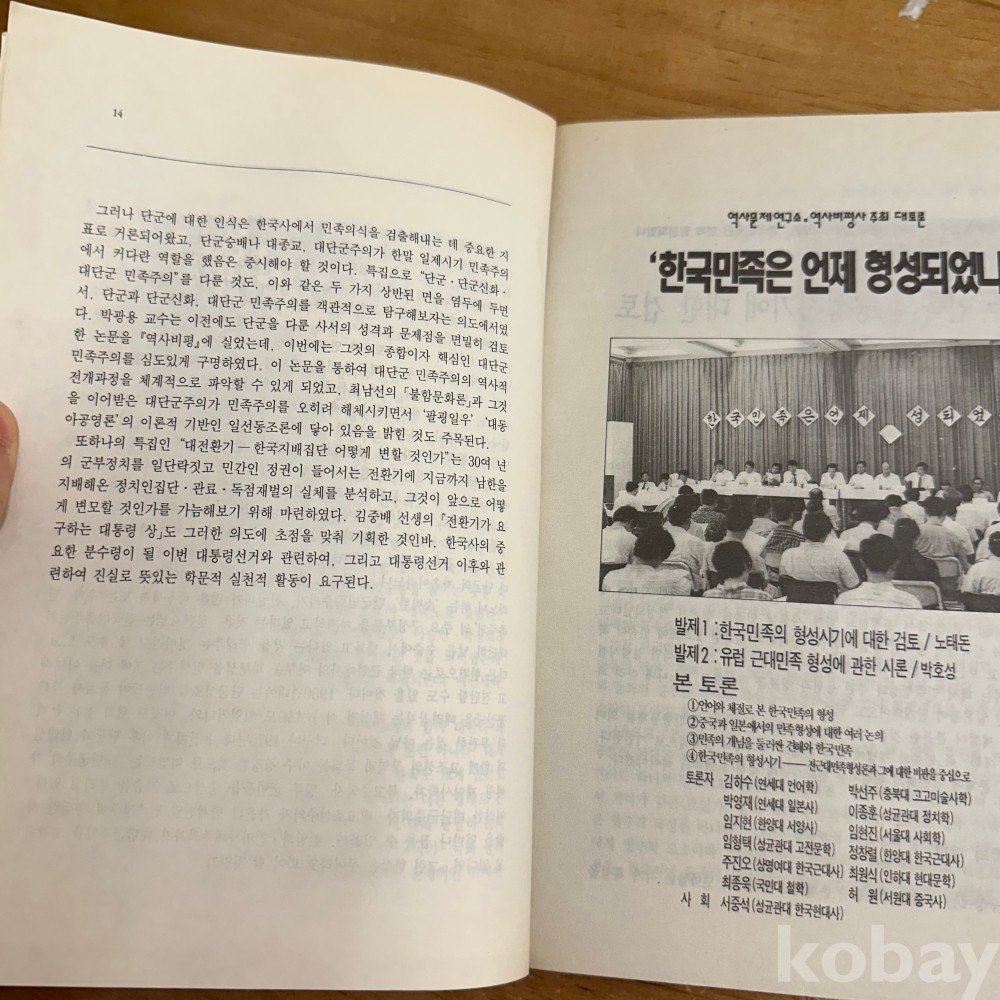 14
그러나 단군에 대한 인식은 한국사에서 민족의식을 검출해내는 데 중요한 지
표로 거론되어왔고, 단군숭배나 대종교, 대단군주의가 한말 일제시기 민족주의
에서 커다란 역할을 했음은 중시해야 할 것이다. 특집으로 “단군·단군신화·
대단군 민족주의”를 다룬 것도, 이와 같은 두 가지 상반된 면을 염두에 두면
서, 단군과 단군신화, 대단군 민족주의를 객관적으로 탐구해보자는 의도에서였
다. 박광용 교수는 이전에도 단군을 다룬 사서의 성격과 문제점을 면밀히 검토
한 논문을 『역사비평』에 실었는데, 이번에는 그것의 종합이자 핵심인 대단군
민족주의를 심도있게 구명하였다. 이 논문을 통하여 대단군 민족주의의 역사적
전개과정을 체계적으로 파악할 수 있게 되었고, 최남선의 「불함문화론」과 그것
을 이어받은 대단군주의가 민족주의를 오히려 해체시키면서 ‘팔굉일우’ ‘대동
아공영론’의 이론적 기반인 일선동조론에 닿아 있음을 밝힌 것도 주목된다.
또하나의 특집인 “대전환기—한국지배집단 어떻게 변할 것인가”는 30여 년
의 군부정치를 일단락짓고 민간인 정권이 들어서는 전환기에 지금까지 남한을
지배해온 정치인집단·관료·독점재벌의 실체를 분석하고, 그것이 앞으로 어떻
게 변모할 것인가를 가늠해보기 위해 마련하였다. 김중배 선생의 「전환기가 요
구하는 대통령 상」도 그러한 의도에 초점을 맞춰 기획한 것인바, 한국사의 중
요한 분수령이 될 이번 대통령선거와 관련하여, 그리고 대통령선거 이후와 관
련하여 진실로 뜻있는 학문적 실천적 활동이 요구된다.
역사문제연구소·역사비평사 주최 대토론
‘한국민족은 언제 형성되었나
한국민족은언제 성되었
발제1:한국민족의 형성시기에 대한 검토/노태돈
발제2:유럽 근대민족 형성에 관한 시론/박호성
본 토론
①언어와 체질로 본 한국민족의 형성
②중국과 일본에서의 민족형성에 대한 여러 논의
③민족의 개념을 둘러싼 견해와 한국민족
④한국민족의 형성시기——전근대민족형성론과 그에 대한 비판을 중심으로
토론자 김하수(연세대 언어학) 박선주(충북대 고고미술사학)
박영재(연세대 일본사) 이종훈(성균관대 정치학)
임지현(한양대 서양사) 임현진(서울대 사회학)
임형택(성균관대 고전문학) 정창렬(한양대 한국근대사)
주진오(상명여대 한국근대사) 최원식(인하대 현대문학)
최종욱(국민대 철학) 허 원(서원대 중국사)
사 회 서중석(성균관대 한국현대사)
kobay